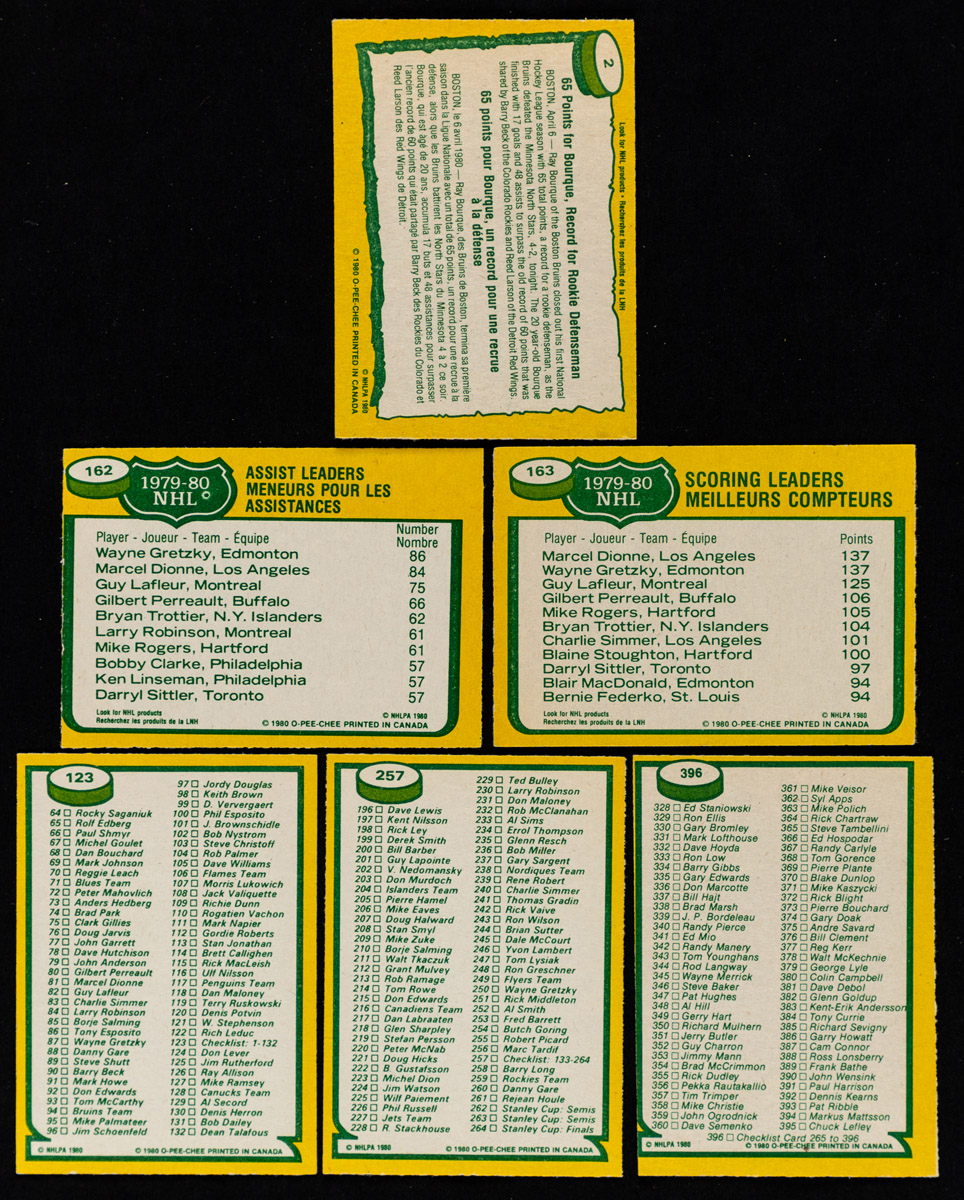 2
Look for NHL products • Recherchez les produits de la LNH
65 Points for Bourque, Record for Rookie Defenseman
BOSTON, April 6 — Ray Bourque of the Boston Bruins closed out his first National
Hockey League season with 65 total points, a record for a rookie defenseman, as the
Bruins defeated the Minnesota North Stars, 4-2, tonight. The 20 year-old Bourque
finished with 17 goals and 48 assists to surpass the old record of 60 points that was
shared by Barry Beck of the Colorado Rockies and Reed Larson of the Detroit Red Wings.
65 points pour Bourque, un record pour une recrue
à la défense
BOSTON, le 6 avril 1980 — Ray Bourque, des Bruins de Boston, termina sa première
saison dans la Ligue Nationale avec un total de 65 points, un record pour une recrue à la
défense, alors que les Bruins battirent les North Stars du Minnesota 4 à 2 ce soir.
Bourque, qui est âgé de 20 ans, accumula 17 buts et 48 assistances pour surpasser
l'ancien record de 60 points qui était partagé par Barry Beck des Rockies du Colorado et
Reed Larson des Red Wings de Détroit.
© NHLPA 1980
© 1980 O-PEE-CHEE PRINTED IN CANADA
162
1979-80
NHL©
ASSIST LEADERS
MENEURS POUR LES
ASSISTANCES
Number
Player - Joueur - Team - Équipe Nombre
Wayne Gretzky, Edmonton 86
Marcel Dionne, Los Angeles 84
Guy Lafleur, Montreal 75
Gilbert Perreault, Buffalo 66
Bryan Trottier, N.Y. Islanders 62
Larry Robinson, Montreal 61
Mike Rogers, Hartford 61
Bobby Clarke, Philadelphia 57
Ken Linseman, Philadelphia 57
Darryl Sittler, Toronto 57
Look for NHL products
Recherchez les produits de la LNH
© NHLPA 1980
© 1980 O-PEE-CHEE PRINTED IN CANADA
163
1979-80
NHL
SCORING LEADERS
MEILLEURS COMPTEURS
Player - Joueur - Team - Équipe Points
Marcel Dionne, Los Angeles 137
Wayne Gretzky, Edmonton 137
Guy Lafleur, Montreal 125
Gilbert Perreault, Buffalo 106
Mike Rogers, Hartford 105
Bryan Trottier, N.Y. Islanders 104
Charlie Simmer, Los Angeles 101
Blaine Stoughton, Hartford 100
Darryl Sittler, Toronto 97
Blair MacDonald, Edmonton 94
Bernie Federko, St. Louis 94
Look for NHL products
Recherchez les produits de la LNH
© NHLPA 1980
© 1980 O-PEE-CHEE PRINTED IN CANADA
123
64 □ Rocky Saganiuk
65 □ Rolf Edberg
66 □ Paul Shmyr
67 □ Michel Goulet
68 □ Dan Bouchard
69 □ Mark Johnson
70 □ Reggie Leach
71 □ Blues Team
72 □ Peter Mahovlich
73 □ Anders Hedberg
74 □ Brad Park
75 □ Clark Gillies
76 □ Doug Jarvis
77 □ John Garrett
78 □ Dave Hutchison
79 □ John Anderson
80 □ Gilbert Perreault
81 □ Marcel Dionne
82 □ Guy Lafleur
83 □ Charlie Simmer
84 □ Larry Robinson
85 □ Borje Salming
86 □ Tony Esposito
87 □ Wayne Gretzky
88 □ Danny Gare
89 □ Steve Shutt
90 □ Barry Beck
91 □ Mark Howe
92 □ Don Edwards
93 □ Tom McCarthy
94 □ Bruins Team
95 □ Mike Palmateer
96 □ Jim Schoenfeld
97 □ Jordy Douglas
98 □ Keith Brown
99 □ D. Ververgaert
100 □ Phil Esposito
101 □ J. Brownschidle
102 □ Bob Nystrom
103 □ Steve Christoff
104 □ Rob Palmer
105 □ Dave Williams
106 □ Flames Team
107 □ Morris Lukowich
108 □ Jack Valiquette
109 □ Richie Dunn
110 □ Rogatien Vachon
111 □ Mark Napier
112 □ Gordie Roberts
113 □ Stan Jonathan
114 □ Brett Callighen
115 □ Rick MacLeish
116 □ Ulf Nilsson
117 □ Penguins Team
118 □ Dan Maloney
119 □ Terry Ruskowski
120 □ Denis Potvin
121 □ W. Stephenson
122 □ Rich Leduc
123 □ Checklist: 1-132
124 □ Don Lever
125 □ Jim Rutherford
126 □ Ray Allison
127 □ Mike Ramsey
128 □ Canucks Team
129 □ Al Secord
130 □ Denis Herron
131 □ Bob Dailey
132 □ Dean Talafous
© NHLPA 1980 © 1980 O-PEE-CHEE PRINTED IN CANADA
257
196 □ Dave Lewis
197 □ Kent Nilsson
198 □ Rick Ley
199 □ Derek Smith
200 □ Bill Barber
201 □ Guy Lapointe
202 □ V. Nedomansky
203 □ Don Murdoch
204 □ Islanders Team
205 □ Pierre Hamel
206 □ Mike Eaves
207 □ Doug Halward
208 □ Stan Smyl
209 □ Mike Zuke
210 □ Borje Salming
211 □ Walt Tkaczuk
212 □ Grant Mulvey
213 □ Rob Ramage
214 □ Tom Rowe
215 □ Don Edwards
216 □ Canadiens Team
217 □ Dan Labraaten
218 □ Glen Sharpley
219 □ Stefan Persson
220 □ Peter McNab
221 □ Doug Hicks
222 □ B. Gustafsson
223 □ Michel Dion
224 □ Jim Watson
225 □ Will Paiement
226 □ Phil Russell
227 □ Jets Team
228 □ R. Stackhouse
229 □ Ted Bulley
230 □ Larry Robinson
231 □ Don Maloney
232 □ Rob McClanahan
233 □ Al Sims
234 □ Errol Thompson
235 □ Glenn Resch
236 □ Bob Miller
237 □ Gary Sargent
238 □ Nordiques Team
239 □ Rene Robert
240 □ Charlie Simmer
241 □ Thomas Gradin
242 □ Rick Vaive
243 □ Ron Wilson
244 □ Brian Sutter
245 □ Dale McCourt
246 □ Yvon Lambert
247 □ Tom Lysiak
248 □ Ron Greschner
249 □ Flyers Team
250 □ Wayne Gretzky
251 □ Rick Middleton
252 □ Al Smith
253 □ Fred Barrett
254 □ Butch Goring
255 □ Robert Picard
256 □ Marc Tardif
257 □ Checklist: 133-264
258 □ Barry Long
259 □ Rockies Team
260 □ Danny Gare
261 □ Rejean Houle
262 □ Stanley Cup: Semis
263 □ Stanley Cup: Semis
264 □ Stanley Cup: Finals
© NHLPA 1980 © 1980 O-PEE-CHEE PRINTED IN CANADA
396
328 □ Ed Staniowski
329 □ Ron Ellis
330 □ Gary Bromley
331 □ Mark Lofthouse
332 □ Dave Hoyda
333 □ Ron Low
334 □ Barry Gibbs
335 □ Gary Edwards
336 □ Don Marcotte
337 □ Bill Hajt
338 □ Brad Marsh
339 □ J. P. Bordeleau
340 □ Randy Pierce
341 □ Ed Mio
342 □ Randy Manery
343 □ Tom Younghans
344 □ Rod Langway
345 □ Wayne Merrick
346 □ Steve Baker
347 □ Pat Hughes
348 □ Al Hill
349 □ Gerry Hart
350 □ Richard Mulhern
351 □ Jerry Butler
352 □ Guy Charron
353 □ Jimmy Mann
354 □ Brad McCrimmon
355 □ Rick Dudley
356 □ Pekka Rautakallio
357 □ Tim Trimper
358 □ Mike Christie
359 □ John Ogrodnick
360 □ Dave Semenko
361 □ Mike Veisor
362 □ Syl Apps
363 □ Mike Polich
364 □ Rick Chartraw
365 □ Steve Tambellini
366 □ Ed Hospodar
367 □ Randy Carlyle
368 □ Tom Gorence
369 □ Pierre Plante
370 □ Blake Dunlop
371 □ Mike Kaszycki
372 □ Rick Blight
373 □ Pierre Bouchard
374 □ Gary Doak
375 □ Andre Savard
376 □ Bill Clement
377 □ Reg Kerr
378 □ Walt McKechnie
379 □ George Lyle
380 □ Colin Campbell
381 □ Dave Debol
382 □ Glenn Goldup
383 □ Kent-Erik Andersson
384 □ Tony Currie
385 □ Richard Sevigny
386 □ Garry Howatt
387 □ Cam Connor
388 □ Ross Lonsberry
389 □ Frank Bathe
390 □ John Wensink
391 □ Paul Harrison
392 □ Dennis Kearns
393 □ Pat Ribble
394 □ Markus Mattsson
395 □ Chuck Lefley
396 □ Checklist Card 265 to 396
© NHLPA 1980 © 1980 O-PEE-CHEE PRINTED IN CANADA